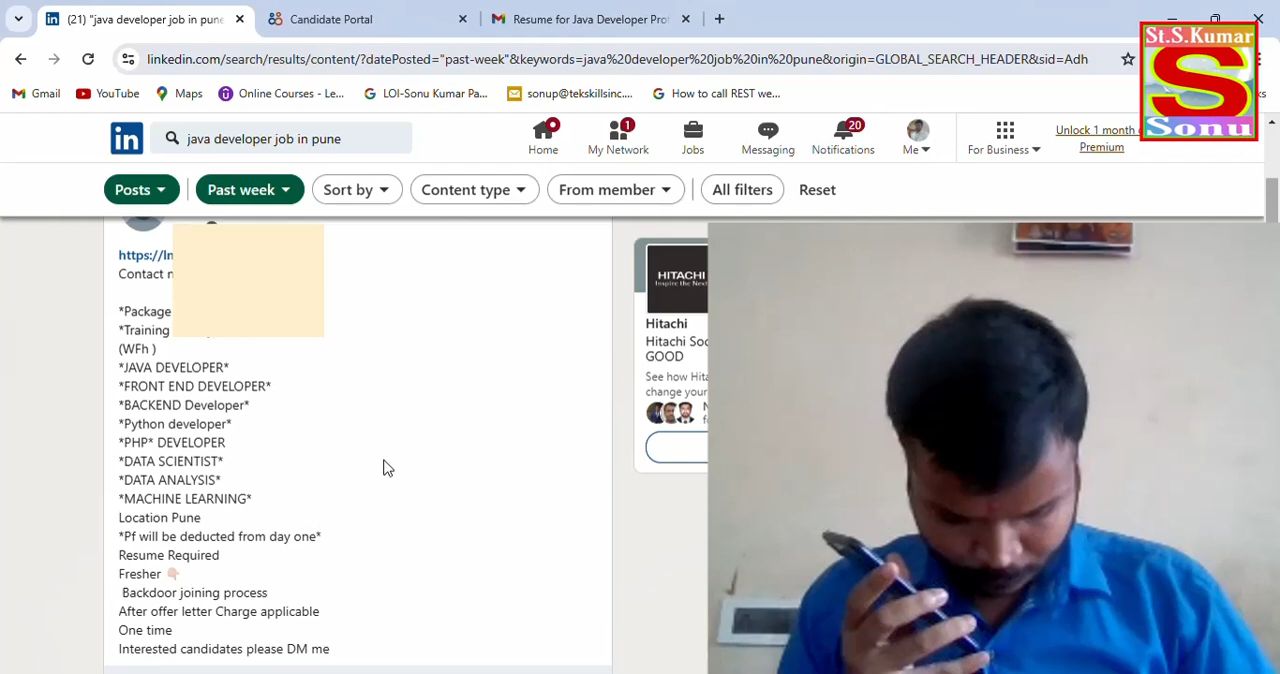 (21) "java developer job in pune
Candidate Portal
Resume for Java Developer Pro
linkedin.com/search/results/content/?datePosted="past-week"&keywords=java%20developer%20job%20in%20pune&origin=GLOBAL_SEARCH_HEADER&sid=Adh
Gmail
YouTube
Maps
Online Courses - Le...
LOI-Sonu Kumar Pa...
sonup@tekskillsinc....
How to call REST we...
St.S.Kumar
S
Sonu
in
java developer job in pune
Home
1
My Network
Jobs
Messaging
20
Notifications
Me
For Business
Unlock 1 month
Premium
Posts
Past week
Sort by
Content type
From member
All filters
Reset
https://ln
Contact
*Package
*Training
(WFh )
*JAVA DEVELOPER*
*FRONT END DEVELOPER*
*BACKEND Developer*
*Python developer*
*PHP* DEVELOPER
*DATA SCIENTIST*
*DATA ANALYSIS*
*MACHINE LEARNING*
Location Pune
*Pf will be deducted from day one*
Resume Required
Fresher 👇🏻
Backdoor joining process
After offer letter Charge applicable
One time
Interested candidates please DM me
HITACHI
Inspire the Next
Hitachi
Hitachi Soc
GOOD
See how Hita
change your